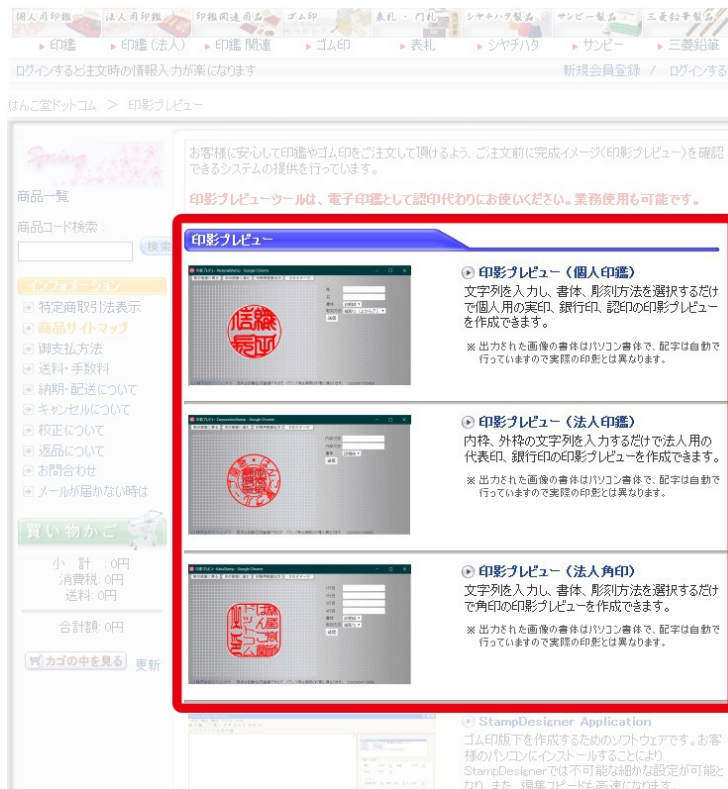 個人用印鑑 法人用印鑑 印鑑関連用品 ゴム印 表札・門札 シヤチハタ製品 サンビー製品 三菱鉛筆製品
印鑑 印鑑(法人) 印鑑 関連 ゴム印 表札 シヤチハタ サンビー 三菱鉛筆
ログインすると注文時の情報入力が楽になります
新規会員登録 / ログインする
はんこ堂ドットコム > 印影プレビュー
Spring
商品一覧
商品コード検索:
検索
インフォメーション
特定商取引法表示
商品サイトマップ
御支払方法
送料・手数料
納期・配送について
キャンセルについて
校正について
返品について
お問合わせ
メールが届かない時は
買い物かご
小 計 :0円
消費税:0円
送料:0円
合計額:0円
カゴの中を見る 更新
お客様に安心して印鑑やゴム印をご注文して頂けるよう、ご注文前に完成イメージ(印影プレビュー)を確認
できるシステムの提供を行っています。
印影プレビューツールは、電子印鑑として認印代わりにお使いください。業務使用も可能です。
印影プレビュー
印影プレビュー(個人印鑑)
文字列を入力し、書体、彫刻方法を選択するだけ
で個人用の実印、銀行印、認印の印影プレビュー
を作成できます。
※ 出力された画像の書体はパソコン書体で、配字は自動で
行っていますので実際の印影とは異なります。
印影プレビュー(法人印鑑)
内枠、外枠の文字列を入力するだけで法人用の
代表印、銀行印の印影プレビューを作成できます。
※ 出力された画像の書体はパソコン書体で、配字は自動で
行っていますので実際の印影とは異なります。
印影プレビュー(法人角印)
文字列を入力し、書体、彫刻方法を選択するだけ
で角印の印影プレビューを作成できます。
※ 出力された画像の書体はパソコン書体で、配字は自動で
行っていますので実際の印影とは異なります。
StampDesigner Application
ゴム印版下を作成するためのソフトウェアです。お客
様のパソコンにインストールすることにより
StampDesignerでは不可能な細かな設定が可能と
なり、また、編集スピードも高速になります。